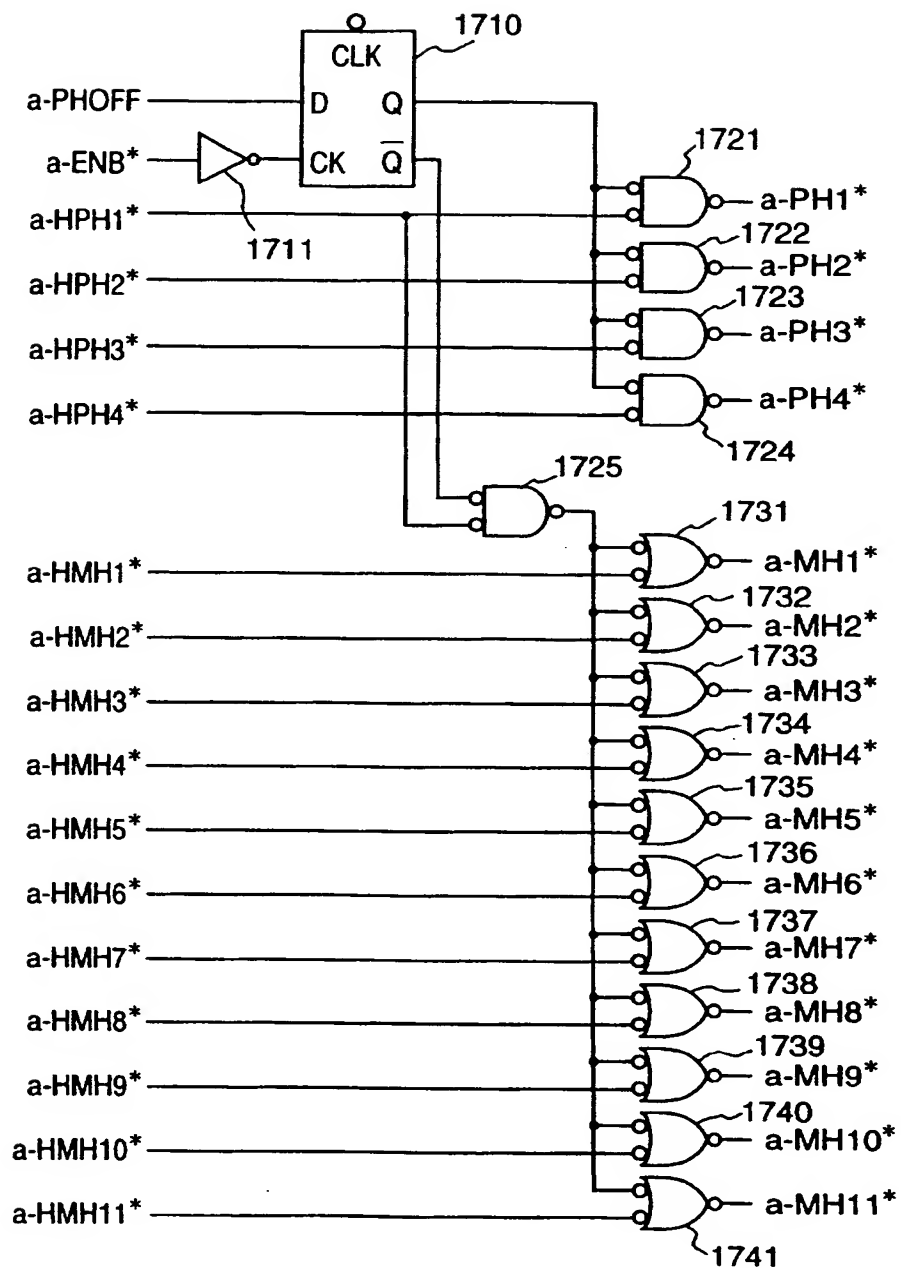 1710
CLK
a-PHOFF
D
Q
a-ENB*
CK
Q̅
1711
a-HPH1*
1721
a-PH1*
1722
a-HPH2*
a-PH2*
1723
a-HPH3*
a-PH3*
a-HPH4*
a-PH4*
1724
1725
1731
a-HMH1*
a-MH1*
1732
a-HMH2*
a-MH2*
1733
a-HMH3*
a-MH3*
1734
a-HMH4*
a-MH4*
1735
a-HMH5*
a-MH5*
1736
a-HMH6*
a-MH6*
1737
a-HMH7*
a-MH7*
1738
a-HMH8*
a-MH8*
1739
a-HMH9*
a-MH9*
1740
a-HMH10*
a-MH10*
a-HMH11*
a-MH11*
1741